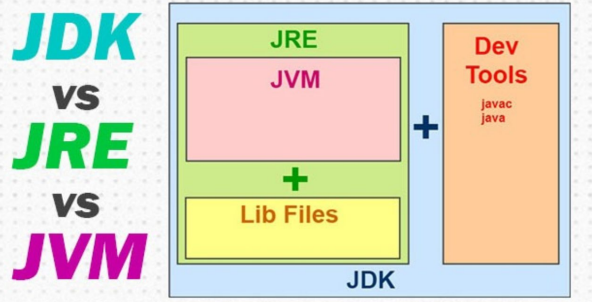 JDK
vs
JRE
vs
JVM
JRE
JVM
+
Lib Files
+
Dev
Tools
javac
java
JDK